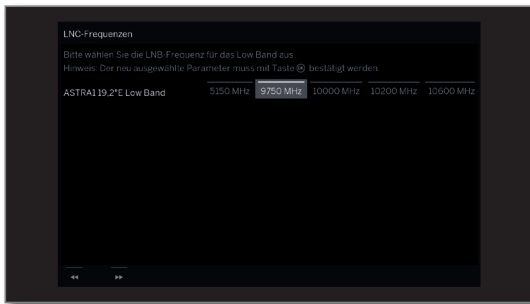 LNC-Frequenzen
Bitte wählen Sie die LNB-Frequenz für das Low Band aus.
Hinweis: Der neu ausgewählte Parameter muss mit Taste OK bestätigt werden.
ASTRA1 19,2°E Low Band 5150 MHz 9750 MHz 10000 MHz 10200 MHz 10600 MHz